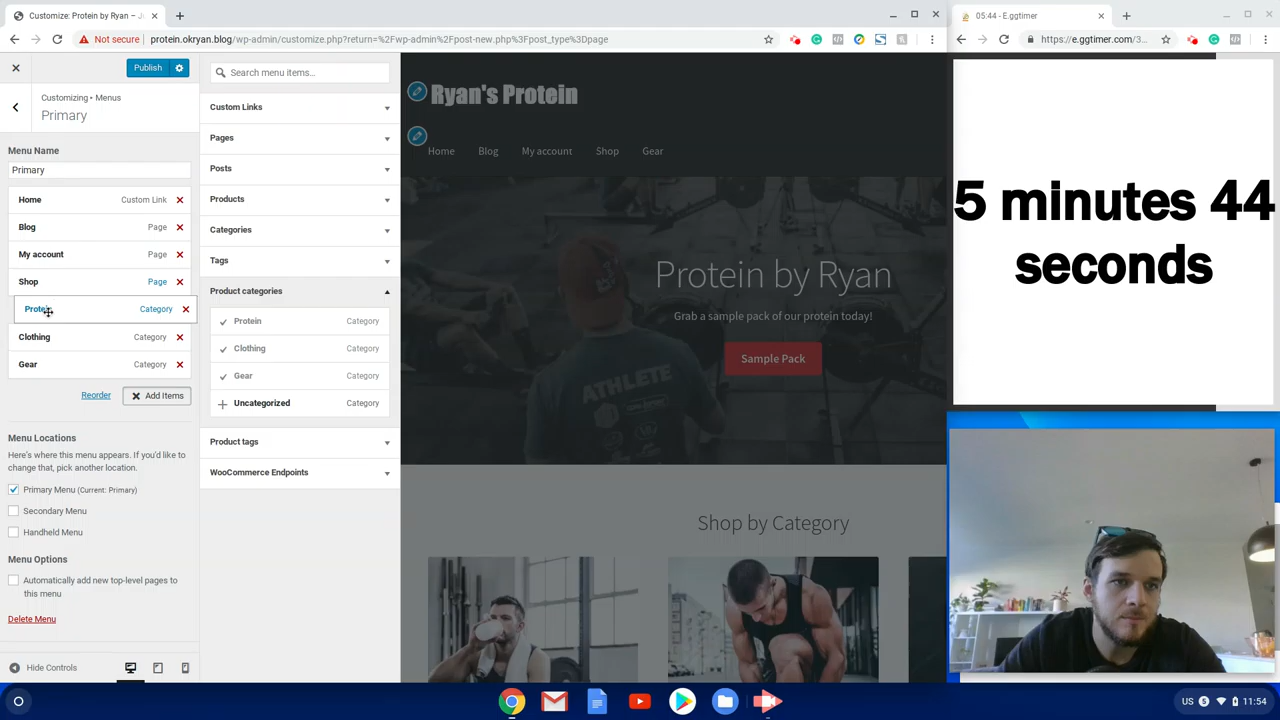 Customize: Protein by Ryan – J
05:44 - E.ggtimer
Not secure
protein.okryan.blog/wp-admin/customize.php?return=%2Fwp-admin%2Fpost-new.php%3Fpost_type%3Dpage
https://e.ggtimer.com/3...
Publish
Search menu items...
Customizing ▸ Menus
Primary
Custom Links
Pages
Posts
Products
Categories
Tags
Product categories
Protein Category
Clothing Category
Gear Category
Uncategorized Category
Product tags
WooCommerce Endpoints
Menu Name
Primary
Home Custom Link
Blog Page
My account Page
Shop Page
Category
Clothing Category
Gear Category
Reorder
Add Items
Menu Locations
Here's where this menu appears. If you'd like to
change that, pick another location.
Primary Menu (Current: Primary)
Secondary Menu
Handheld Menu
Menu Options
Automatically add new top-level pages to
this menu
Delete Menu
Hide Controls
Ryan's Protein
Home Blog My account Shop Gear
Protein by Ryan
Grab a sample pack of our protein today!
Sample Pack
ATHLETE
Shop by Category
5 minutes 44
seconds
US
11:54